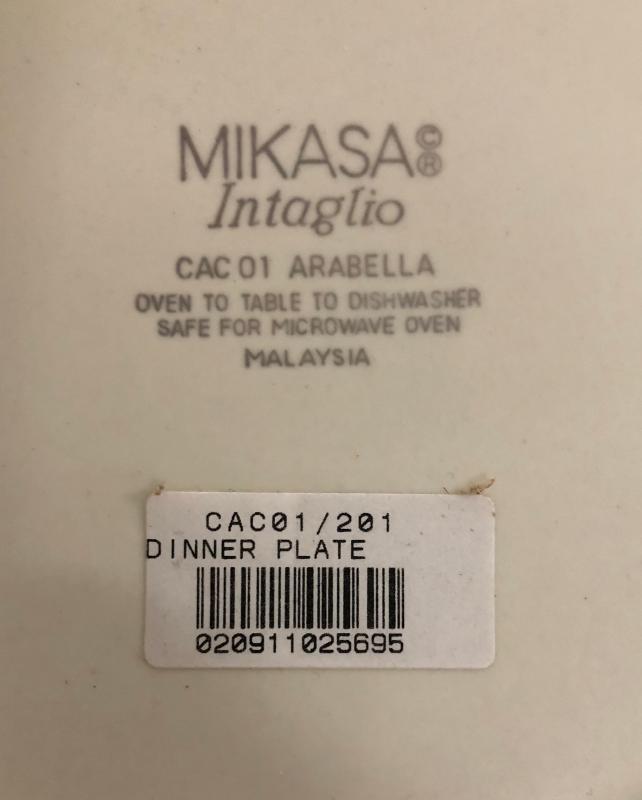 MIKASA©®
Intaglio
CAC 01 ARABELLA
OVEN TO TABLE TO DISHWASHER
SAFE FOR MICROWAVE OVEN
MALAYSIA
CAC01/201
DINNER PLATE
020911025695